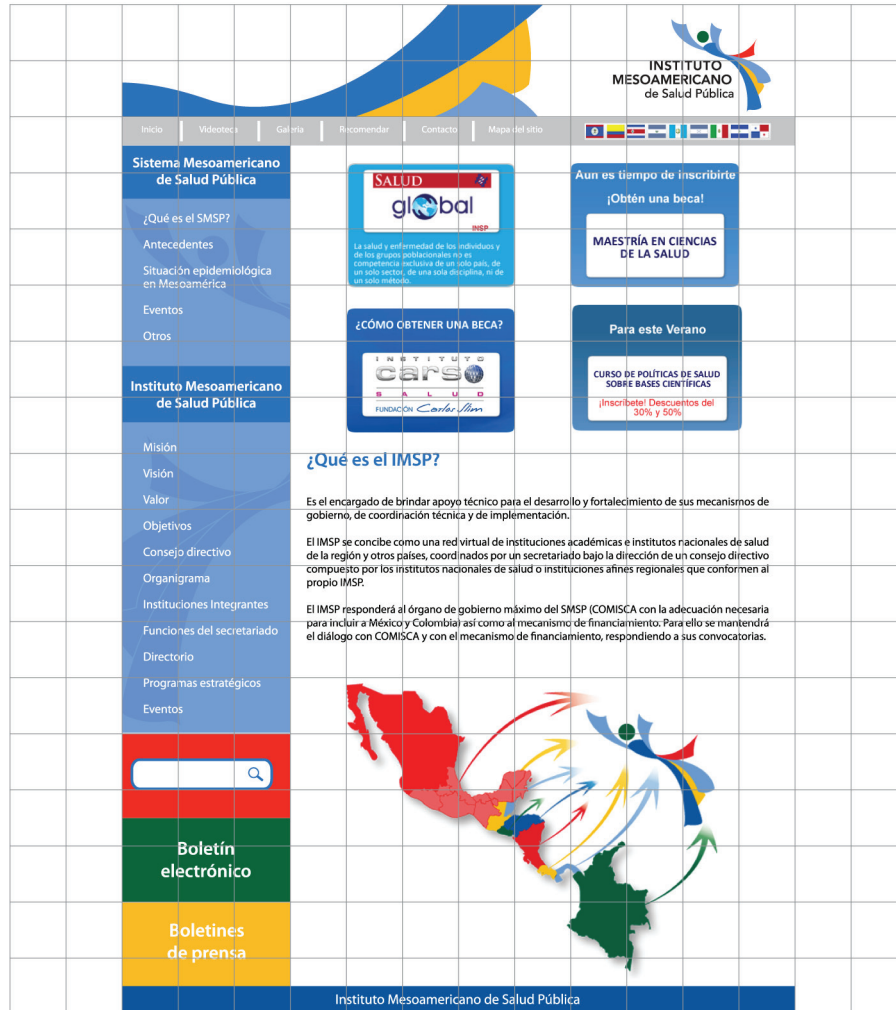 INSTITUTO
MESOAMERICANO
de Salud Pública
Inicio Videoteca Galeria Recomendar Contacto Mapa del sitio
Sistema Mesoamericano
de Salud Pública
¿Qué es el SMSP?
Antecedentes
Situación epidemiológica
en Mesoamérica
Eventos
Otros
Instituto Mesoamericano
de Salud Pública
Misión
Visión
Valor
Objetivos
Consejo directivo
Organigrama
Instituciones Integrantes
Funciones del secretariado
Directorio
Programas estratégicos
Eventos
Boletín
electrónico
Boletines
de prensa
SALUD
global
INSP
La salud y enfermedad de los individuos y
de los grupos poblacionales no es
competencia exclusiva de un solo país, de
un solo sector, de una sola disciplina, ni de
un solo método.
Aun es tiempo de inscribirte
¡Obtén una beca!
MAESTRÍA EN CIENCIAS
DE LA SALUD
¿CÓMO OBTENER UNA BECA?
INSTITUTO
carso
SALUD
FUNDACIÓN Carlos Slim
Para este Verano
CURSO DE POLÍTICAS DE SALUD
SOBRE BASES CIENTÍFICAS
¡Inscríbete! Descuentos del
30% y 50%
¿Qué es el IMSP?
Es el encargado de brindar apoyo técnico para el desarrollo y fortalecimiento de sus mecanismos de
gobierno, de coordinación técnica y de implementación.
El IMSP se concibe como una red virtual de instituciones académicas e institutos nacionales de salud
de la región y otros países, coordinados por un secretariado bajo la dirección de un consejo directivo
compuesto por los institutos nacionales de salud o instituciones afines regionales que conformen al
propio IMSP.
El IMSP responderá al órgano de gobierno máximo del SMSP (COMISCA con la adecuación necesaria
para incluir a México y Colombia) así como al mecanismo de financiamiento. Para ello se mantendrá
el diálogo con COMISCA y con el mecanismo de financiamiento, respondiendo a sus convocatorias.
Instituto Mesoamericano de Salud Pública